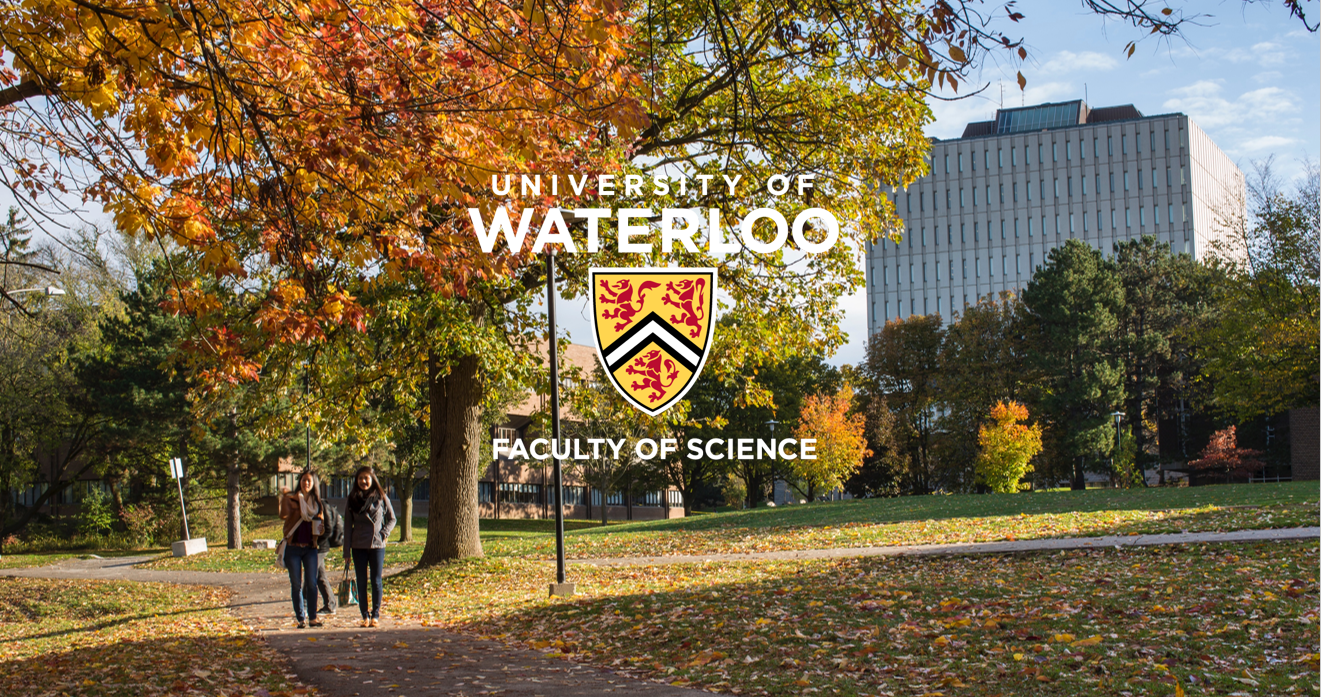 UNIVERSITY OF
WATERLOO
FACULTY OF SCIENCE